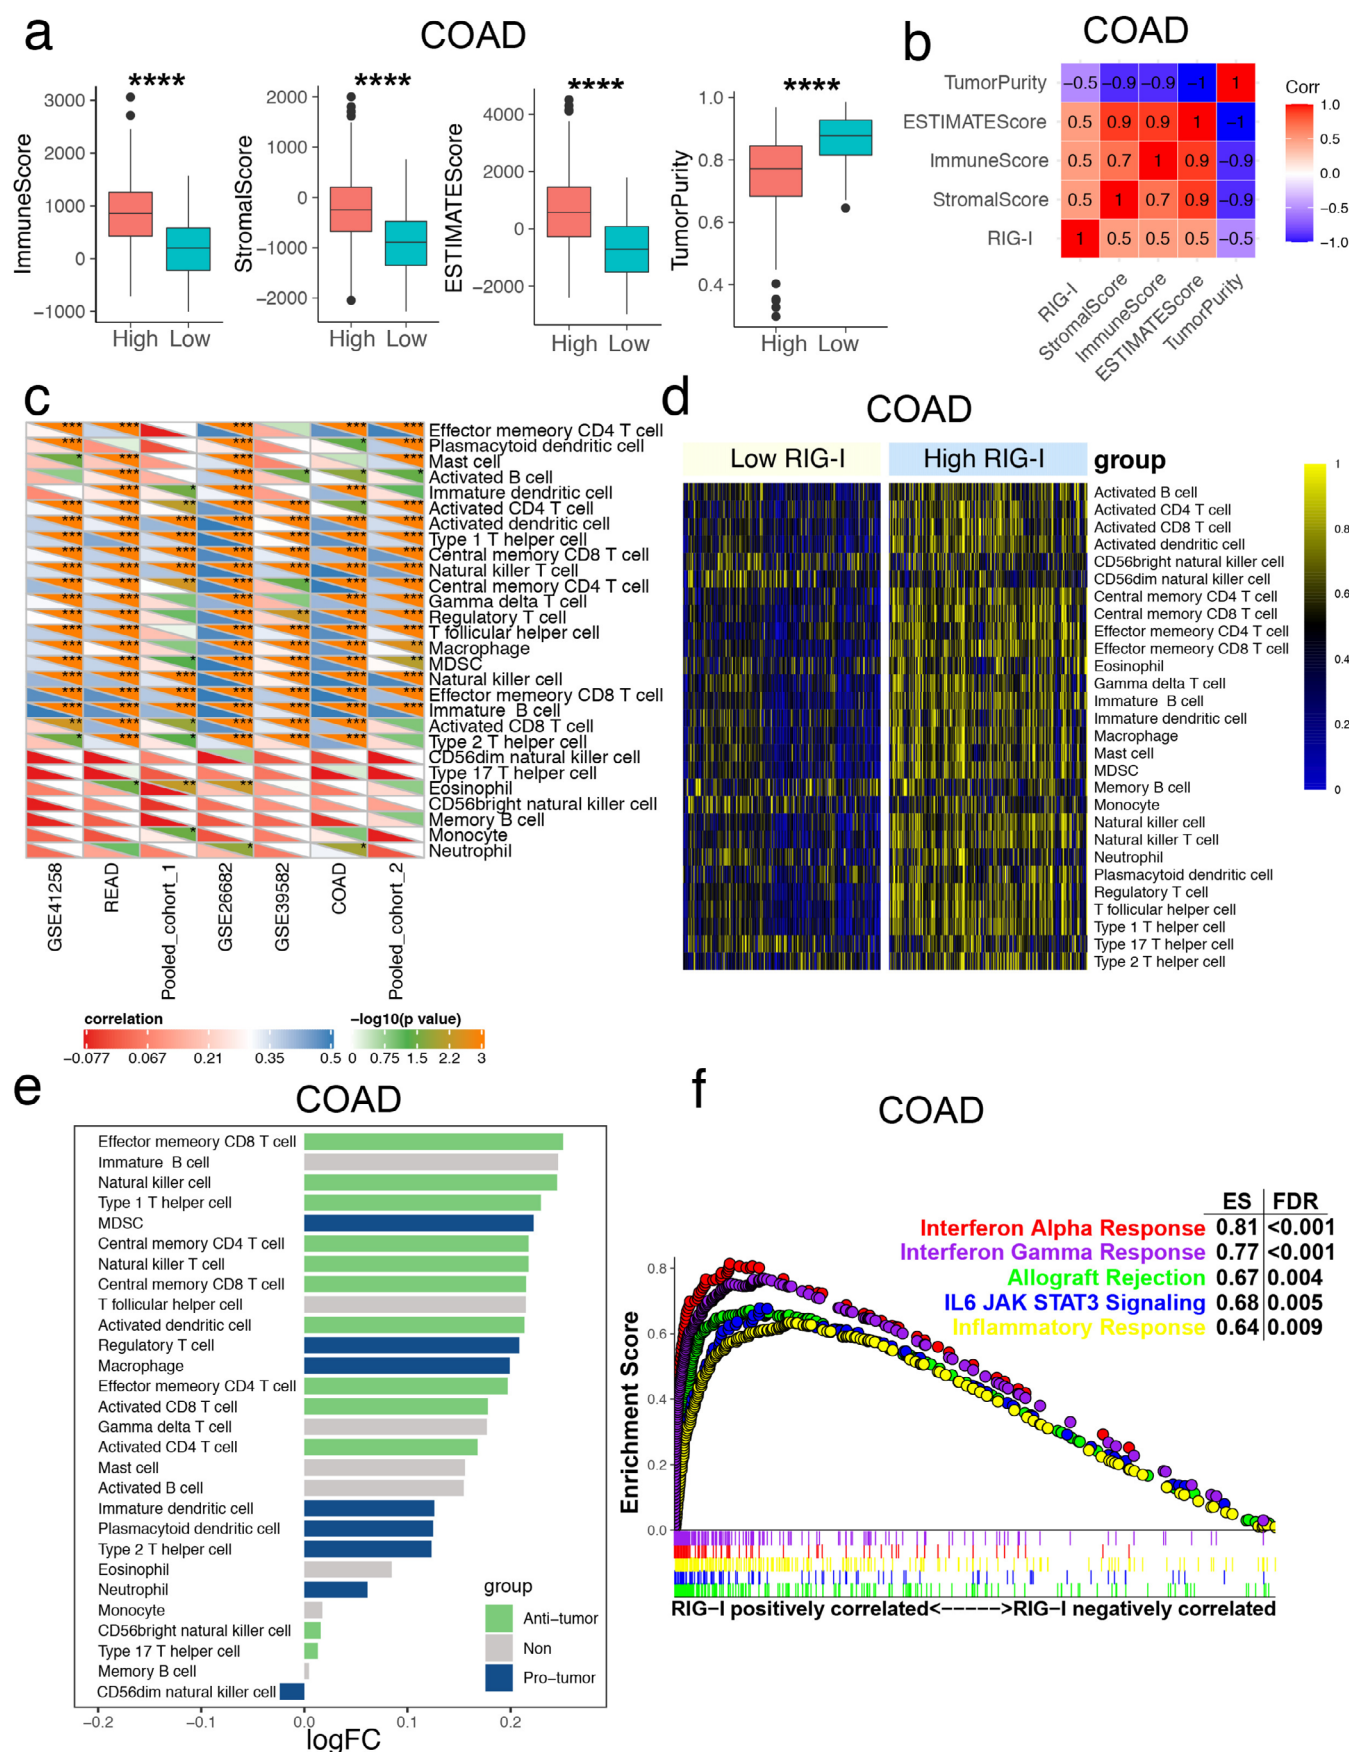 a
COAD
****
****
****
****
ImmuneScore
3000
2000
1000
0
−1000
High Low
StromalScore
2000
1000
0
−1000
−2000
High Low
ESTIMATEScore
4000
2000
0
−2000
High Low
TumorPurity
1.0
0.8
0.6
0.4
High Low
b
COAD
TumorPurity −0.5 −0.9 −0.9 −1 1
ESTIMATEScore 0.5 0.9 0.9 1 −1
ImmuneScore 0.5 0.7 1 0.9 −0.9
StromalScore 0.5 1 0.7 0.9 −0.9
RIG-I 1 0.5 0.5 0.5 −0.5
RIG-I
StromalScore
ImmuneScore
ESTIMATEScore
TumorPurity
Corr
1.0
0.5
0.0
−0.5
−1.0
c
Effector memeory CD4 T cell
Plasmacytoid dendritic cell
Mast cell
Activated B cell
Immature dendritic cell
Activated CD4 T cell
Activated dendritic cell
Type 1 T helper cell
Central memory CD8 T cell
Natural killer T cell
Central memory CD4 T cell
Gamma delta T cell
Regulatory T cell
T follicular helper cell
Macrophage
MDSC
Natural killer cell
Effector memeory CD8 T cell
Immature B cell
Activated CD8 T cell
Type 2 T helper cell
CD56dim natural killer cell
Type 17 T helper cell
Eosinophil
CD56bright natural killer cell
Memory B cell
Monocyte
Neutrophil
GSE41258
READ
Pooled_cohort_1
GSE26682
GSE39582
COAD
Pooled_cohort_2
correlation
−0.077 0.067 0.21 0.35 0.5
−log10(p value)
0 0.75 1.5 2.2 3
d
COAD
Low RIG-I
High RIG-I
group
Activated B cell
Activated CD4 T cell
Activated CD8 T cell
Activated dendritic cell
CD56bright natural killer cell
CD56dim natural killer cell
Central memory CD4 T cell
Central memory CD8 T cell
Effector memeory CD4 T cell
Effector memeory CD8 T cell
Eosinophil
Gamma delta T cell
Immature B cell
Immature dendritic cell
Macrophage
Mast cell
MDSC
Memory B cell
Monocyte
Natural killer cell
Natural killer T cell
Neutrophil
Plasmacytoid dendritic cell
Regulatory T cell
T follicular helper cell
Type 1 T helper cell
Type 17 T helper cell
Type 2 T helper cell
1
0.8
0.6
0.4
0.2
0
e
COAD
Effector memeory CD8 T cell
Immature B cell
Natural killer cell
Type 1 T helper cell
MDSC
Central memory CD4 T cell
Natural killer T cell
Central memory CD8 T cell
T follicular helper cell
Activated dendritic cell
Regulatory T cell
Macrophage
Effector memeory CD4 T cell
Activated CD8 T cell
Gamma delta T cell
Activated CD4 T cell
Mast cell
Activated B cell
Immature dendritic cell
Plasmacytoid dendritic cell
Type 2 T helper cell
Eosinophil
Neutrophil
Monocyte
CD56bright natural killer cell
Type 17 T helper cell
Memory B cell
CD56dim natural killer cell
group
Anti−tumor
Non
Pro−tumor
−0.2 −0.1 0.0 0.1 0.2
logFC
f
COAD
ES FDR
Interferon Alpha Response 0.81 <0.001
Interferon Gamma Response 0.77 <0.001
Allograft Rejection 0.67 0.004
IL6 JAK STAT3 Signaling 0.68 0.005
Inflammatory Response 0.64 0.009
Enrichment Score
0.8
0.6
0.4
0.2
0.0
RIG−I positively correlated<−−−−−>RIG−I negatively correlated